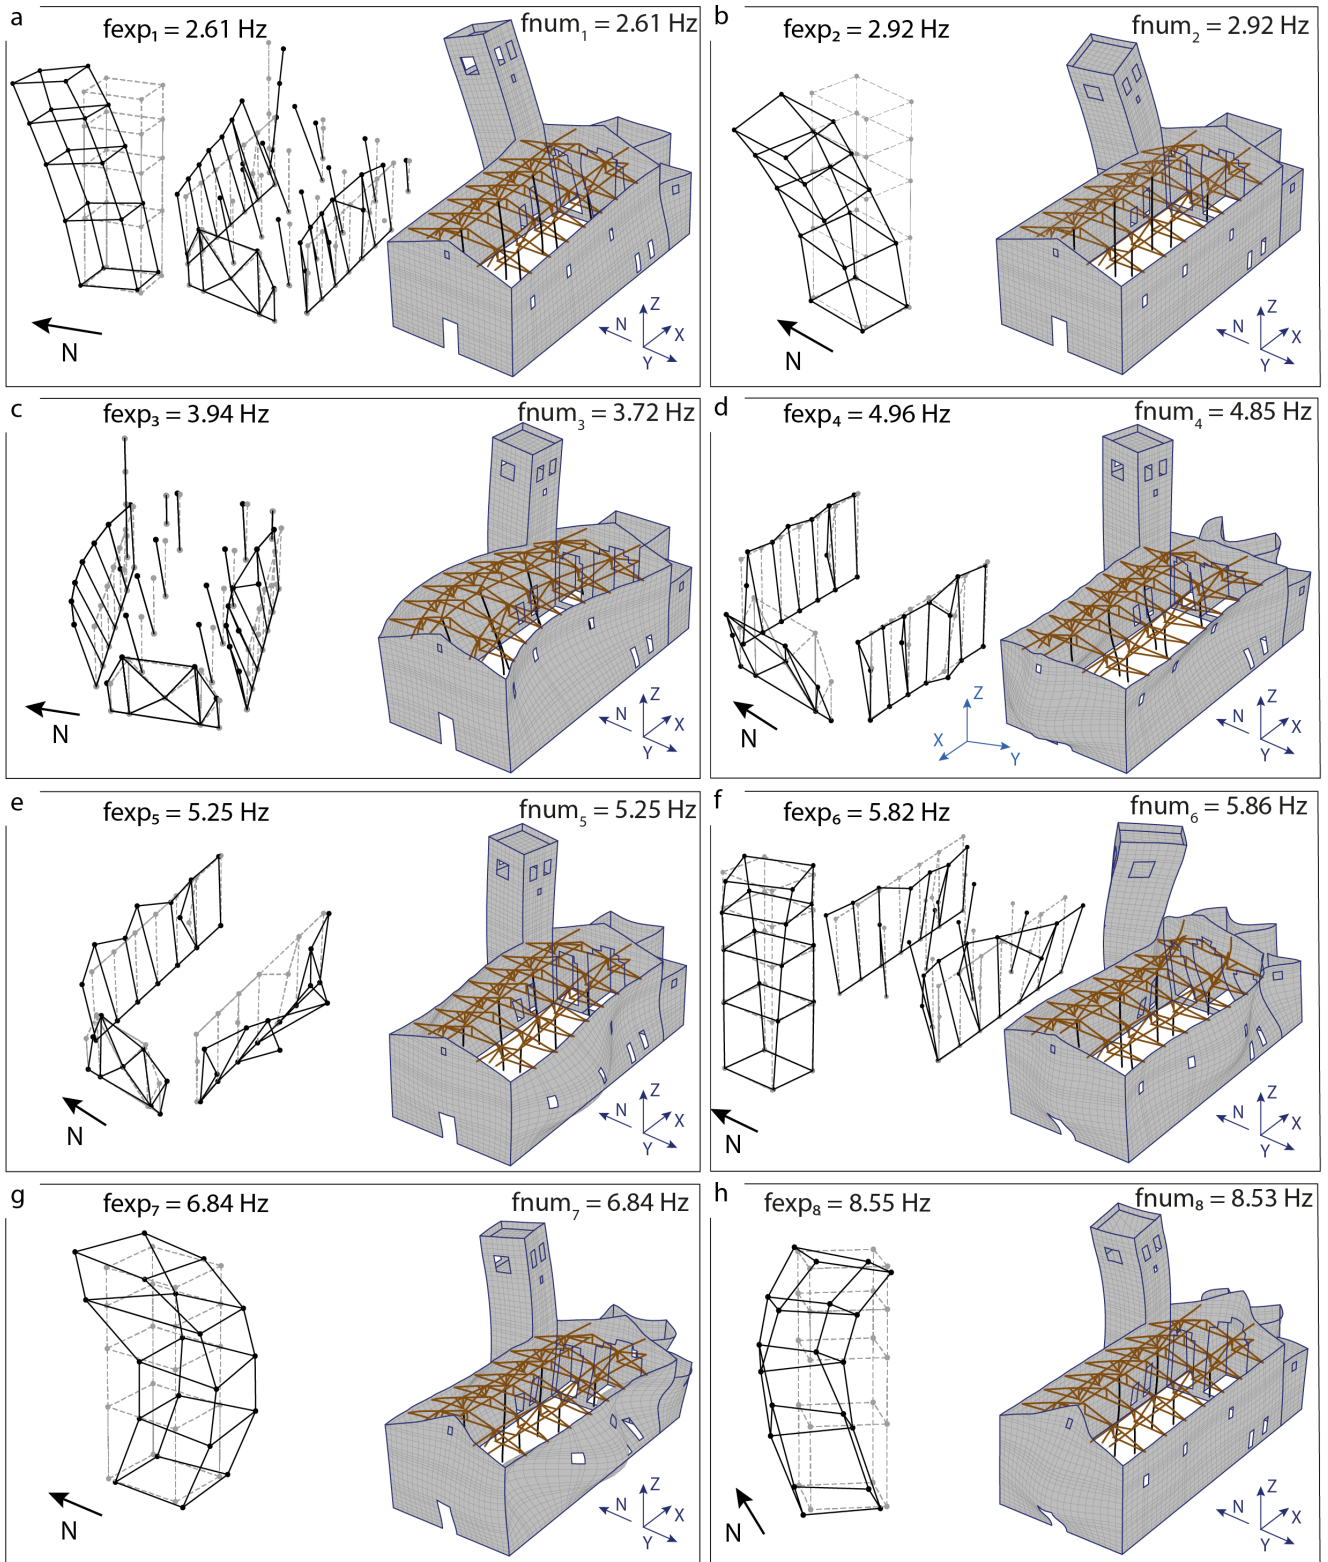 a
fexp₁ = 2.61 Hz
fnum₁ = 2.61 Hz
N
Z
N
X
Y
b
fexp₂ = 2.92 Hz
fnum₂ = 2.92 Hz
N
Z
N
X
Y
c
fexp₃ = 3.94 Hz
fnum₃ = 3.72 Hz
N
Z
N
X
Y
d
fexp₄ = 4.96 Hz
fnum₄ = 4.85 Hz
N
Z
X
Y
Z
N
X
Y
e
fexp₅ = 5.25 Hz
fnum₅ = 5.25 Hz
N
Z
N
X
Y
f
fexp₆ = 5.82 Hz
fnum₆ = 5.86 Hz
N
Z
N
X
Y
g
fexp₇ = 6.84 Hz
fnum₇ = 6.84 Hz
N
Z
N
X
Y
h
fexp₈ = 8.55 Hz
fnum₈ = 8.53 Hz
N
Z
N
X
Y